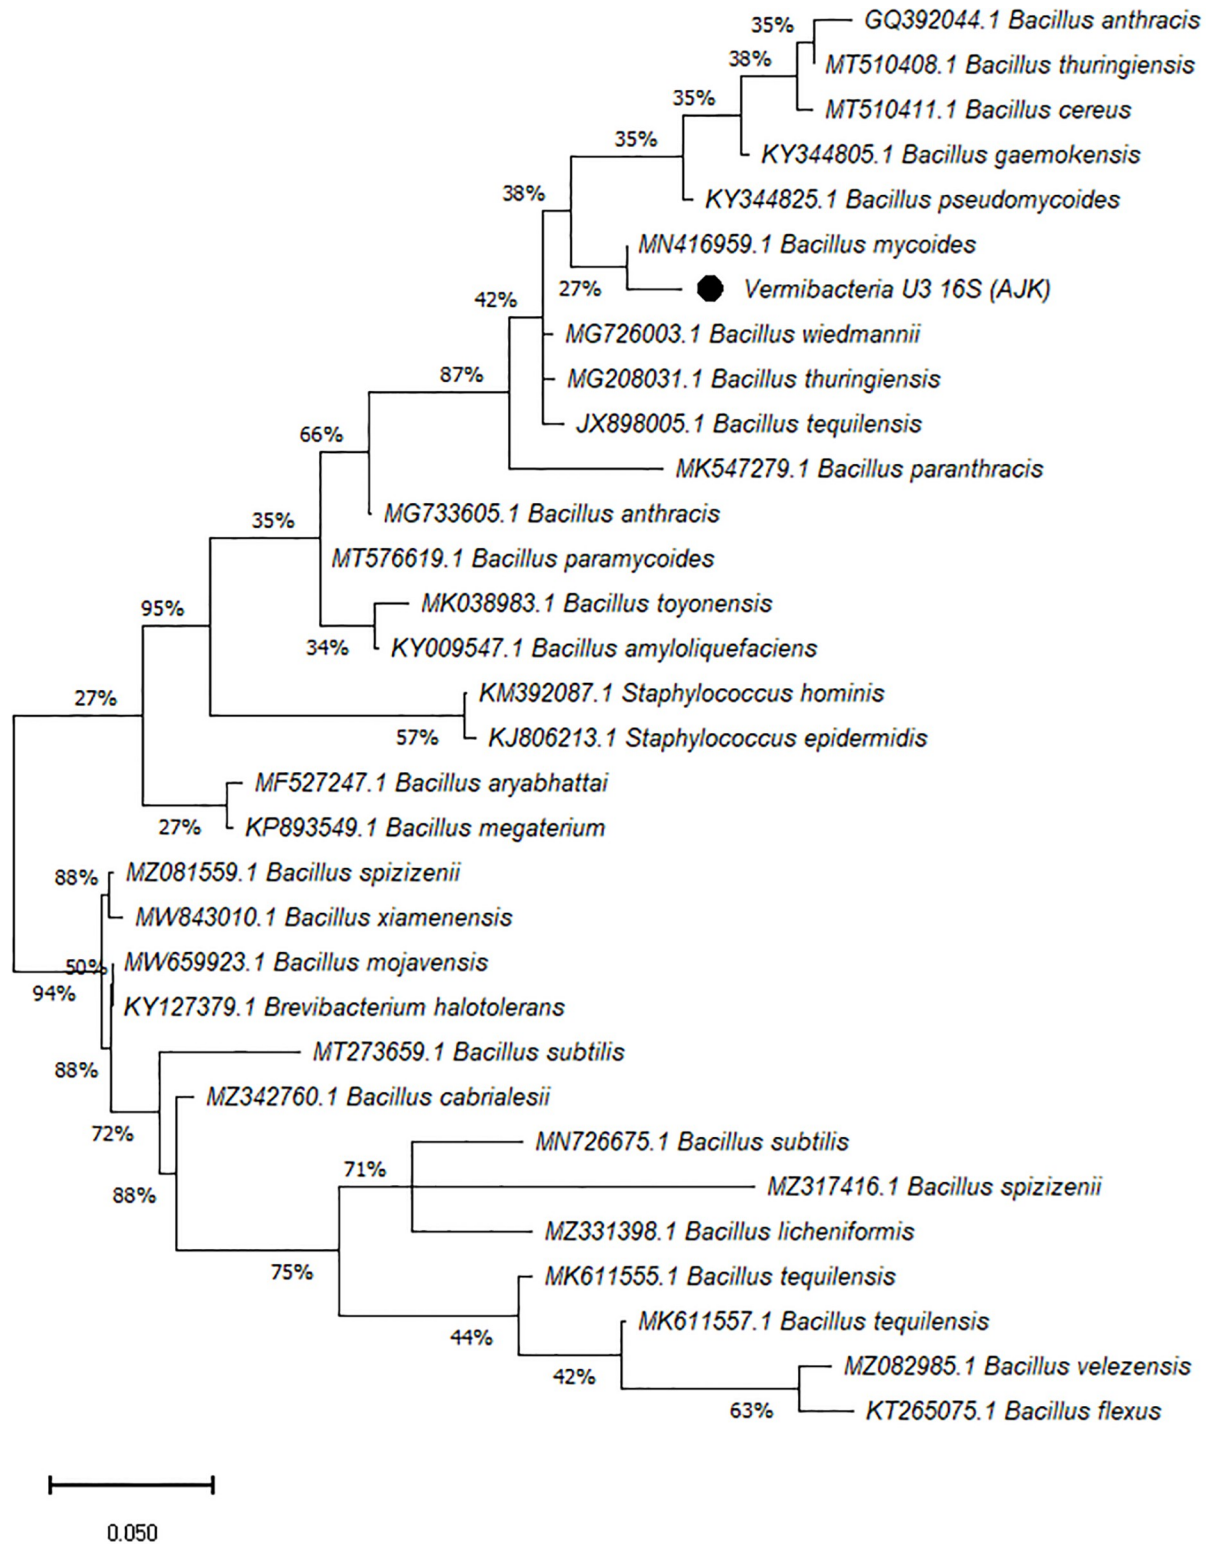 35%
GQ392044.1 Bacillus anthracis
38%
MT510408.1 Bacillus thuringiensis
35%
MT510411.1 Bacillus cereus
35%
KY344805.1 Bacillus gaemokensis
38%
KY344825.1 Bacillus pseudomycoides
MN416959.1 Bacillus mycoides
27%
Vermibacteria U3 16S (AJK)
42%
MG726003.1 Bacillus wiedmannii
87%
MG208031.1 Bacillus thuringiensis
JX898005.1 Bacillus tequilensis
66%
MK547279.1 Bacillus paranthracis
35%
MG733605.1 Bacillus anthracis
MT576619.1 Bacillus paramycoides
95%
MK038983.1 Bacillus toyonensis
34%
KY009547.1 Bacillus amyloliquefaciens
27%
KM392087.1 Staphylococcus hominis
57%
KJ806213.1 Staphylococcus epidermidis
MF527247.1 Bacillus aryabhattai
27%
KP893549.1 Bacillus megaterium
88%
MZ081559.1 Bacillus spizizenii
MW843010.1 Bacillus xiamenensis
50%
MW659923.1 Bacillus mojavensis
94%
KY127379.1 Brevibacterium halotolerans
88%
MT273659.1 Bacillus subtilis
72%
MZ342760.1 Bacillus cabrialesii
88%
71%
MN726675.1 Bacillus subtilis
MZ317416.1 Bacillus spizizenii
75%
MZ331398.1 Bacillus licheniformis
MK611555.1 Bacillus tequilensis
44%
MK611557.1 Bacillus tequilensis
42%
MZ082985.1 Bacillus velezensis
63%
KT265075.1 Bacillus flexus
0.050